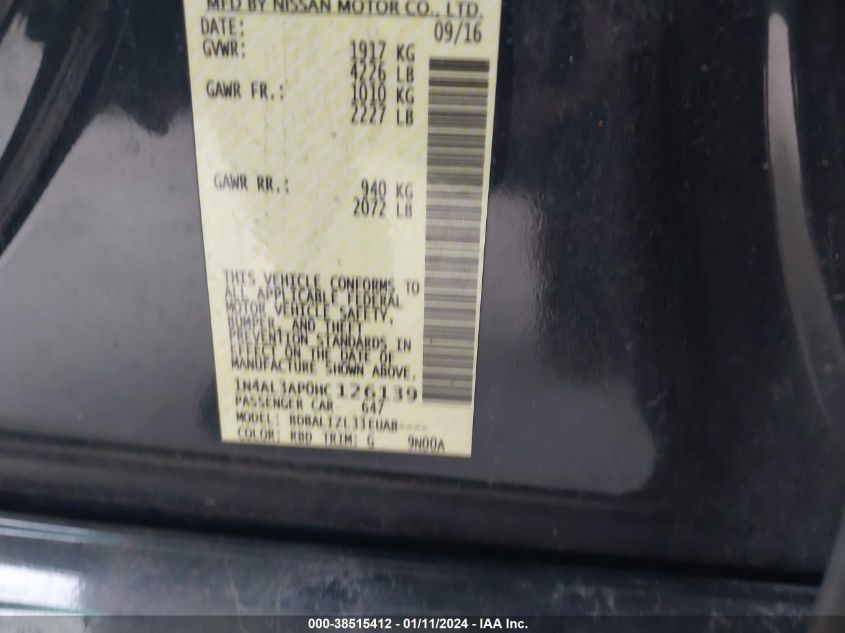 MFD BY NISSAN MOTOR CO., LTD.
DATE: 09/16
GVWR: 1917 KG
4226 LB
GAWR FR.: 1010 KG
2227 LB
GAWR RR.: 940 KG
2072 LB
THIS VEHICLE CONFORMS TO
ALL APPLICABLE FEDERAL
MOTOR VEHICLE SAFETY,
BUMPER, AND THEFT
PREVENTION STANDARDS IN
EFFECT ON THE DATE OF
MANUFACTURE SHOWN ABOVE.
1N4AL3AP0HC126139
PASSENGER CAR 647
MODEL:
COLOR: RBD TRIM: G 9N00A
000-38515412 - 01/11/2024 - IAA Inc.